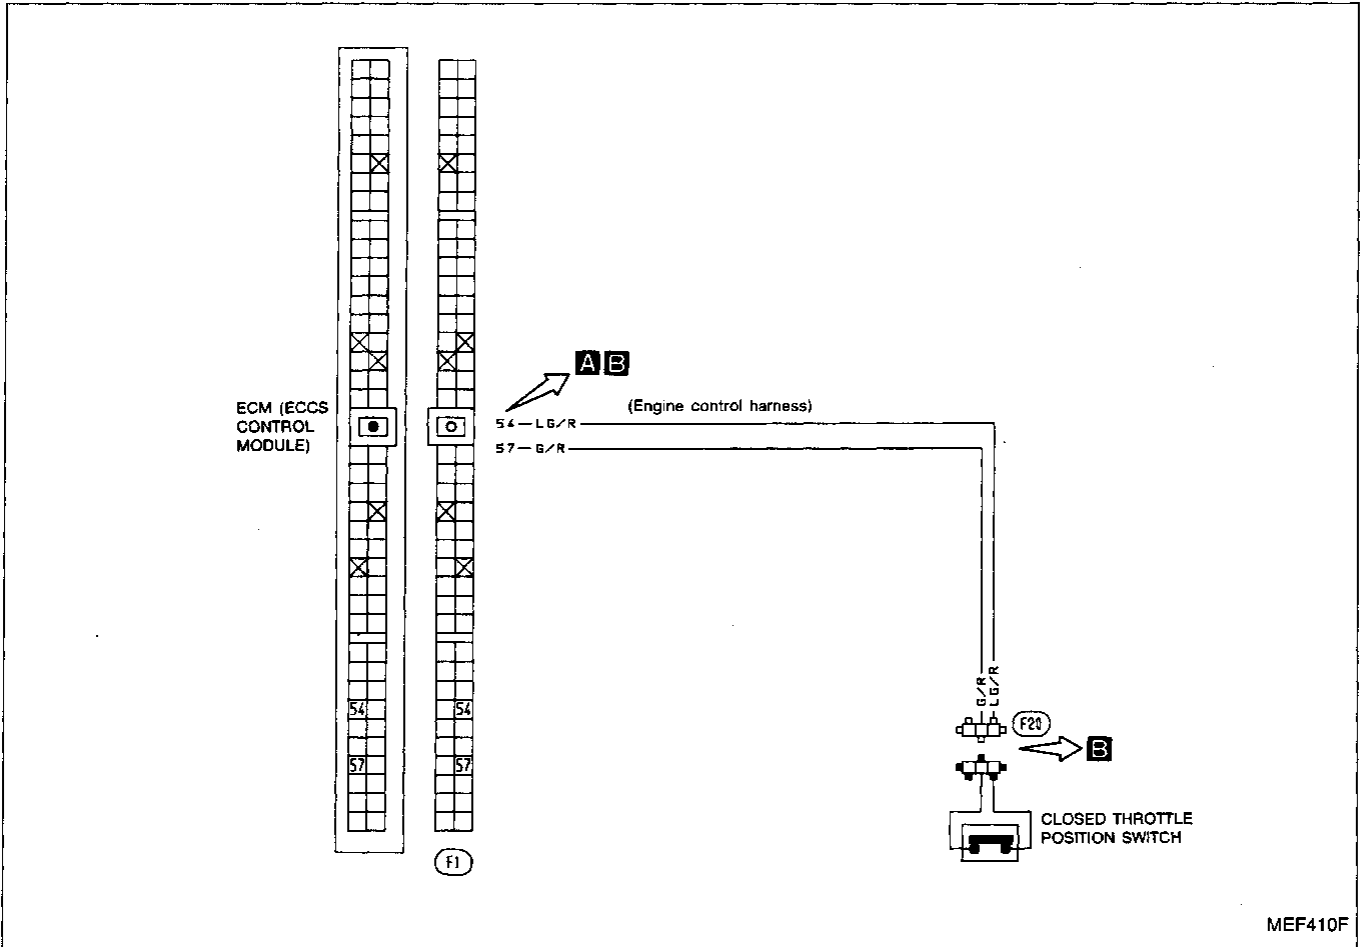 A B
ECM (ECCS
CONTROL
MODULE)
(Engine control harness)
54-LG/R
57-G/R
54
54
57
57
G/R
LG/R
F20
B
CLOSED THROTTLE
POSITION SWITCH
F1
MEF410F